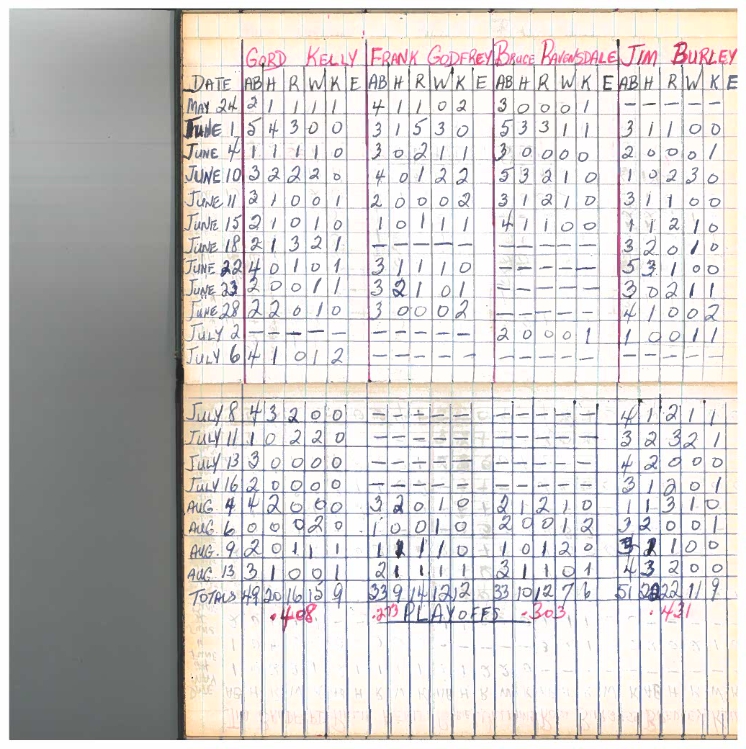 GORD KELLY FRANK GODFREY BRUCE RAVENSDALE JIM BURLEY
DATE AB H R W K E AB H R W K E AB H R W K E AB H R W K E
MAY 24 2 1 1 1 1 4 1 1 0 2 3 0 0 0 1 - - - - -
JUNE 1 5 4 3 0 0 3 1 5 3 0 5 3 3 1 1 3 1 1 0 0
JUNE 4 1 1 1 1 0 3 0 2 1 1 3 0 0 0 0 2 0 0 0 1
JUNE 10 3 2 2 2 0 4 0 1 2 2 5 3 2 1 0 1 0 2 3 0
JUNE 11 2 1 0 0 1 2 0 0 0 2 3 1 2 1 0 3 1 1 0 0
JUNE 15 2 1 0 1 0 1 0 1 1 1 4 1 1 0 0 1 1 2 1 0
JUNE 18 2 1 3 2 1 - - - - - - - - - - 3 2 0 1 0
JUNE 22 4 0 1 0 1 3 1 1 1 0 - - - - - 5 3 1 0 0
JUNE 23 2 0 0 1 1 3 2 1 0 1 - - - - - 3 0 2 1 1
JUNE 28 2 2 0 1 0 3 0 0 0 2 - - - - - 4 1 0 0 2
JULY 2 - - - - - - - - - - 2 0 0 0 1 1 0 0 1 1
JULY 6 4 1 0 1 2 - - - - - - - - - - - - - - -
JULY 8 4 3 2 0 0 - - - - - - - - - - 4 1 2 1 1
JULY 11 1 0 2 2 0 - - - - - - - - - - 3 2 3 2 1
JULY 13 3 0 0 0 0 - - - - - - - - - - 4 2 0 0 0
JULY 16 2 0 0 0 0 - - - - - - - - - - 3 1 2 0 1
AUG 4 4 2 0 0 0 3 2 0 1 0 2 1 2 1 0 1 1 3 1 0
AUG 6 0 0 0 2 0 1 0 0 1 0 2 0 0 1 2 3 2 0 0 1
AUG. 9 2 0 1 1 1 1 1 1 1 0 1 0 1 2 0 1 1 0 0
AUG 13 3 1 0 0 1 2 1 1 1 1 3 1 1 0 1 4 3 2 0 0
TOTALS 49 20 16 15 9 33 9 14 12 12 33 10 12 7 6 51 22 22 11 9
.408 .273 PLAYOFFS .303 .431